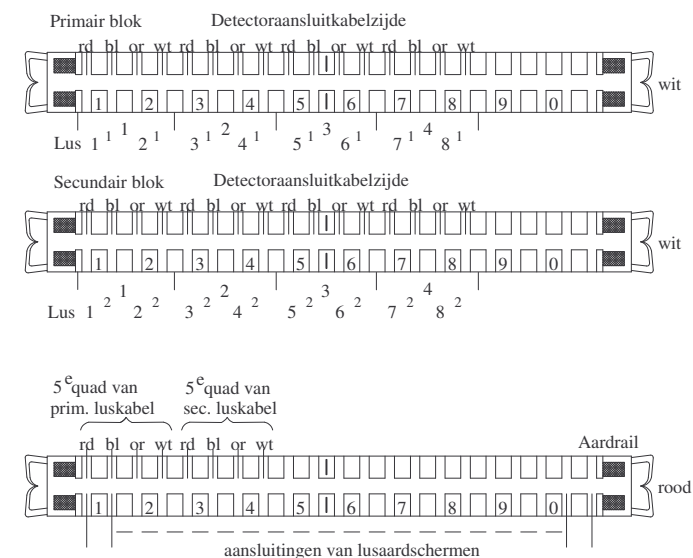 Primair blok Detectoraansluitkabelzijde
rd bl or wt rd bl or wt rd bl or wt rd bl or wt
wit
1 2 3 4 5 6 7 8 9 0
1 2 3 4
Lus 1 1 2 1 3 1 4 1 5 1 6 1 7 1 8 1
Secundair blok Detectoraansluitkabelzijde
rd bl or wt rd bl or wt rd bl or wt rd bl or wt
wit
1 2 3 4 5 6 7 8 9 0
1 2 3 4
Lus 1 2 2 2 3 2 4 2 5 2 6 2 7 2 8 2
5e quad van 5e quad van
prim. luskabel sec. luskabel
rd bl or wt rd bl or wt Aardrail
rood
1 2 3 4 5 6 7 8 9 0
aansluitingen van lusaardschermen